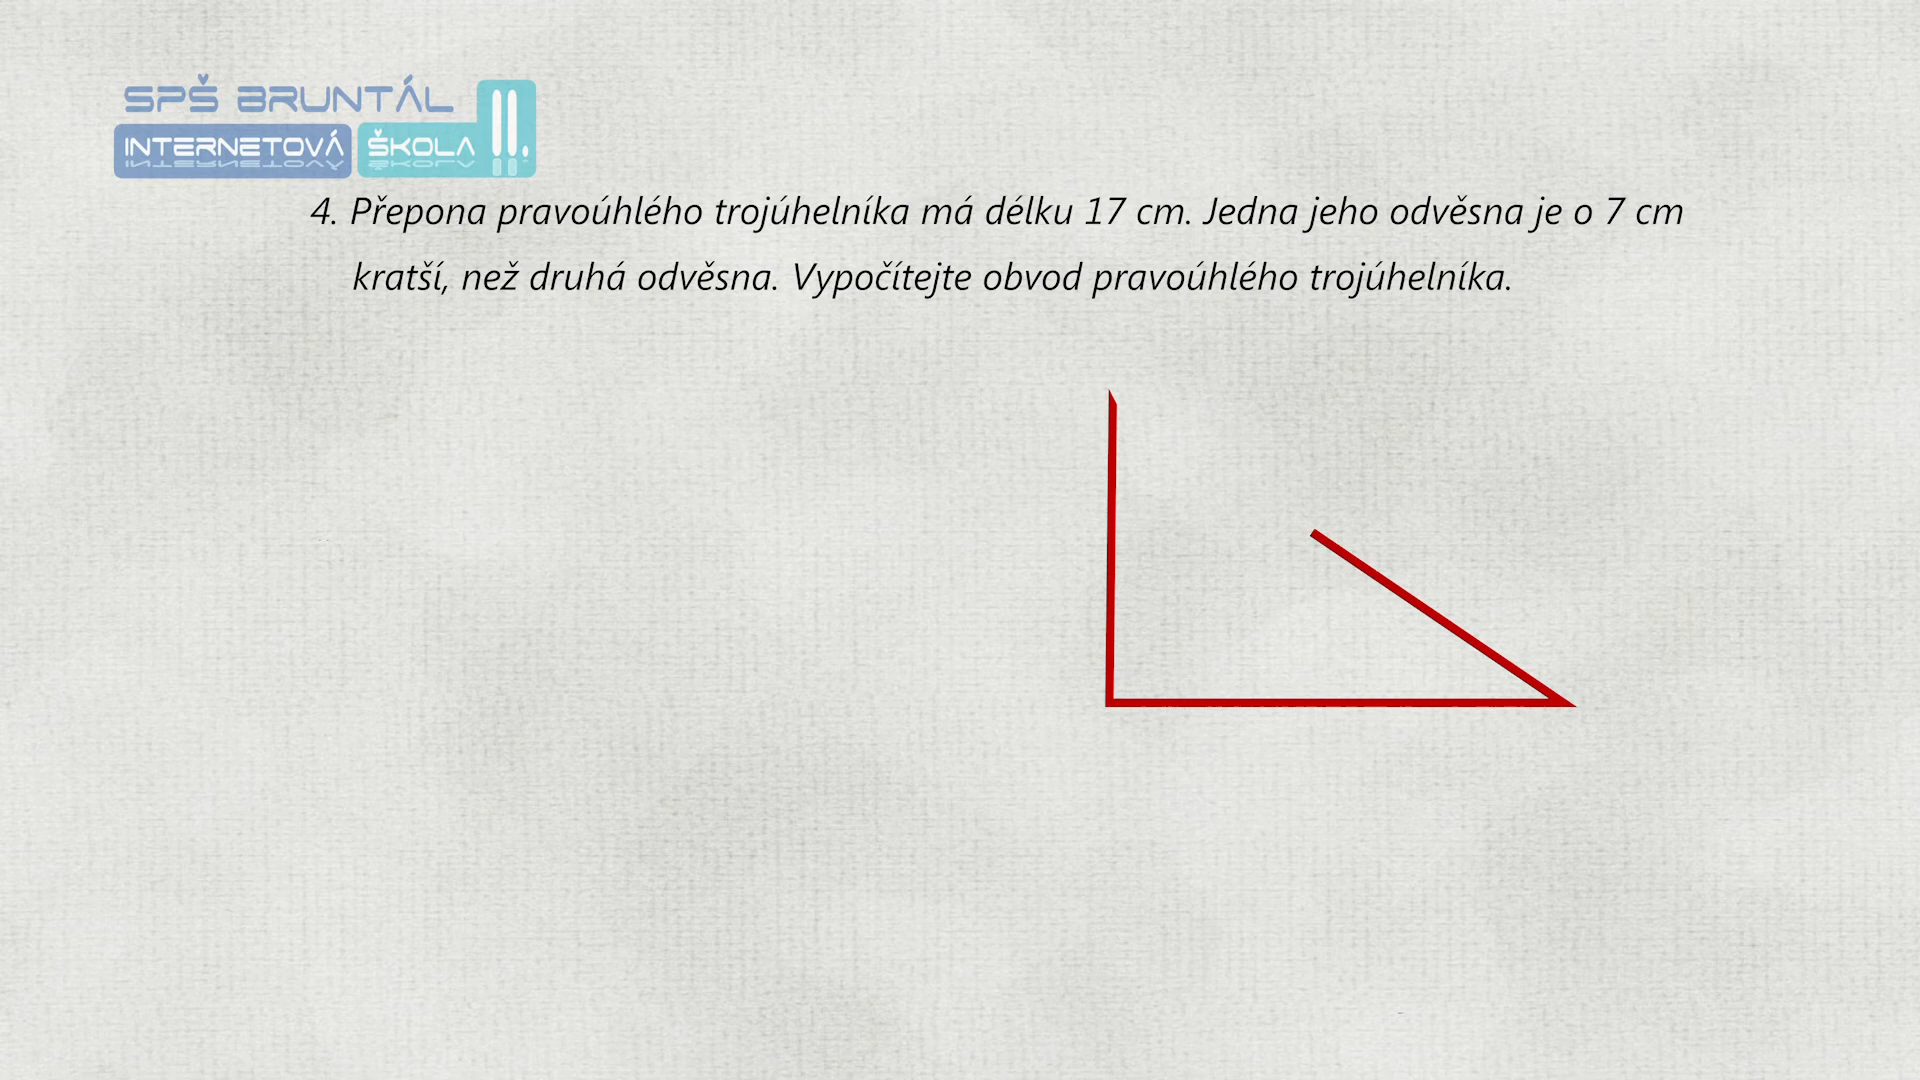 SPŠ BRUNTÁL
INTERNETOVÁ ŠKOLA II.
4. Přepona pravoúhlého trojúhelníka má délku 17 cm. Jedna jeho odvěsna je o 7 cm
kratší, než druhá odvěsna. Vypočítejte obvod pravoúhlého trojúhelníka.